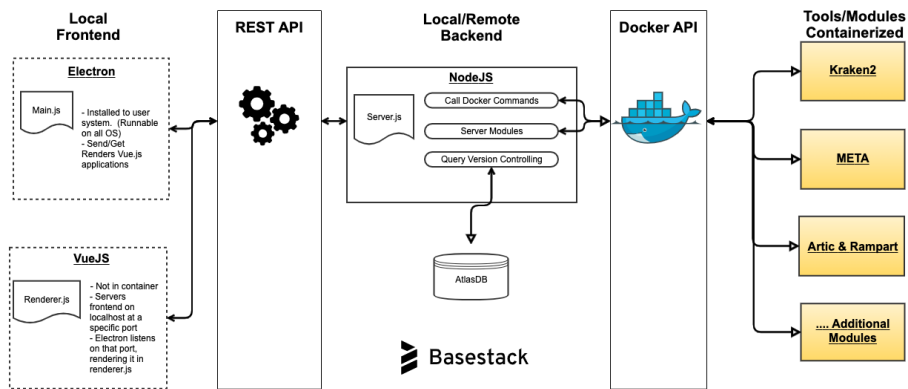 Local
Frontend
REST API
Local/Remote
Backend
Docker API
Tools/Modules
Containerized
Electron
Main.js
- Installed to user
system. (Runnable
on all OS)
- Send/Get
Renders Vue.js
applications
VueJS
Renderer.js
- Not in container
- Servers
frontend on
localhost at a
specific port
- Electron listens
on that port,
rendering it in
renderer.js
NodeJS
Server.js
Call Docker Commands
Server Modules
Query Version Controlling
AtlasDB
Basestack
Kraken2
META
Artic & Rampart
.... Additional
Modules